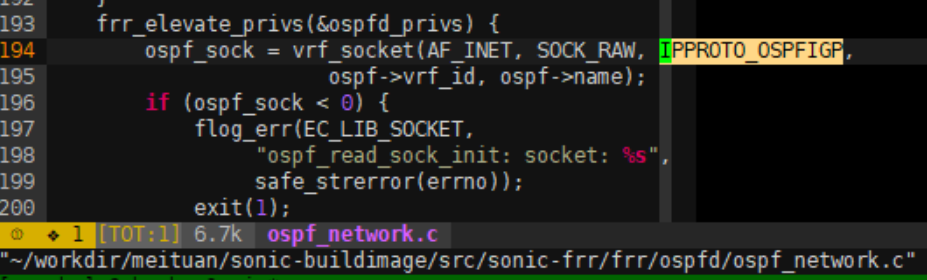 193 frr_elevate_privs(&ospfd_privs) {
194 ospf_sock = vrf_socket(AF_INET, SOCK_RAW, IPPROTO_OSPFIGP,
195 ospf->vrf_id, ospf->name);
196 if (ospf_sock < 0) {
197 flog_err(EC_LIB_SOCKET,
198 "ospf_read_sock_init: socket: %s",
199 safe_strerror(errno));
200 exit(1);
1 [TOT:1] 6.7k ospf_network.c
"~/workdir/meituan/sonic-buildimage/src/sonic-frr/frr/ospfd/ospf_network.c"